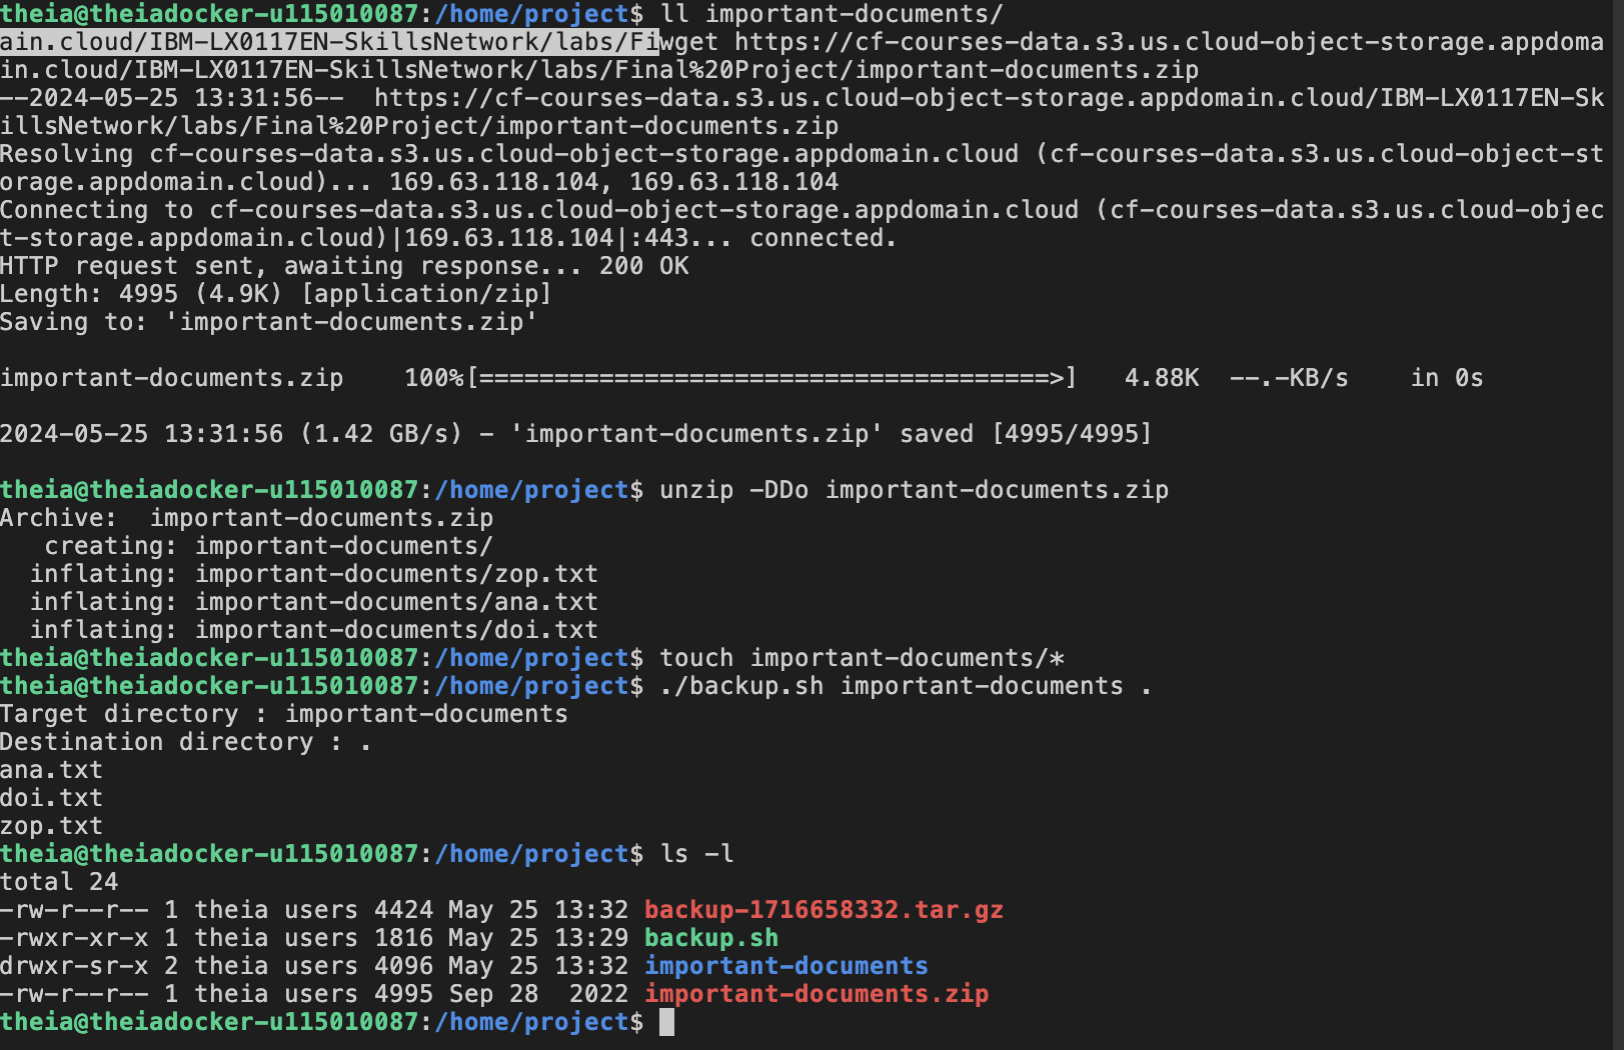 theia@theiadocker-u115010087:/home/project$ ll important-documents/
ain.cloud/IBM-LX0117EN-SkillsNetwork/labs/Fiwget https://cf-courses-data.s3.us.cloud-object-storage.appdoma
in.cloud/IBM-LX0117EN-SkillsNetwork/labs/Final%20Project/important-documents.zip
--2024-05-25 13:31:56--  https://cf-courses-data.s3.us.cloud-object-storage.appdomain.cloud/IBM-LX0117EN-Sk
illsNetwork/labs/Final%20Project/important-documents.zip
Resolving cf-courses-data.s3.us.cloud-object-storage.appdomain.cloud (cf-courses-data.s3.us.cloud-object-st
orage.appdomain.cloud)... 169.63.118.104, 169.63.118.104
Connecting to cf-courses-data.s3.us.cloud-object-storage.appdomain.cloud (cf-courses-data.s3.us.cloud-objec
t-storage.appdomain.cloud)|169.63.118.104|:443... connected.
HTTP request sent, awaiting response... 200 OK
Length: 4995 (4.9K) [application/zip]
Saving to: 'important-documents.zip'
important-documents.zip    100%[======================================>]   4.88K  --.-KB/s    in 0s
2024-05-25 13:31:56 (1.42 GB/s) - 'important-documents.zip' saved [4995/4995]
theia@theiadocker-u115010087:/home/project$ unzip -DDo important-documents.zip
Archive:  important-documents.zip
   creating: important-documents/
  inflating: important-documents/zop.txt
  inflating: important-documents/ana.txt
  inflating: important-documents/doi.txt
theia@theiadocker-u115010087:/home/project$ touch important-documents/*
theia@theiadocker-u115010087:/home/project$ ./backup.sh important-documents .
Target directory : important-documents
Destination directory : .
ana.txt
doi.txt
zop.txt
theia@theiadocker-u115010087:/home/project$ ls -l
total 24
-rw-r--r-- 1 theia users 4424 May 25 13:32 backup-1716658332.tar.gz
-rwxr-xr-x 1 theia users 1816 May 25 13:29 backup.sh
drwxr-sr-x 2 theia users 4096 May 25 13:32 important-documents
-rw-r--r-- 1 theia users 4995 Sep 28  2022 important-documents.zip
theia@theiadocker-u115010087:/home/project$